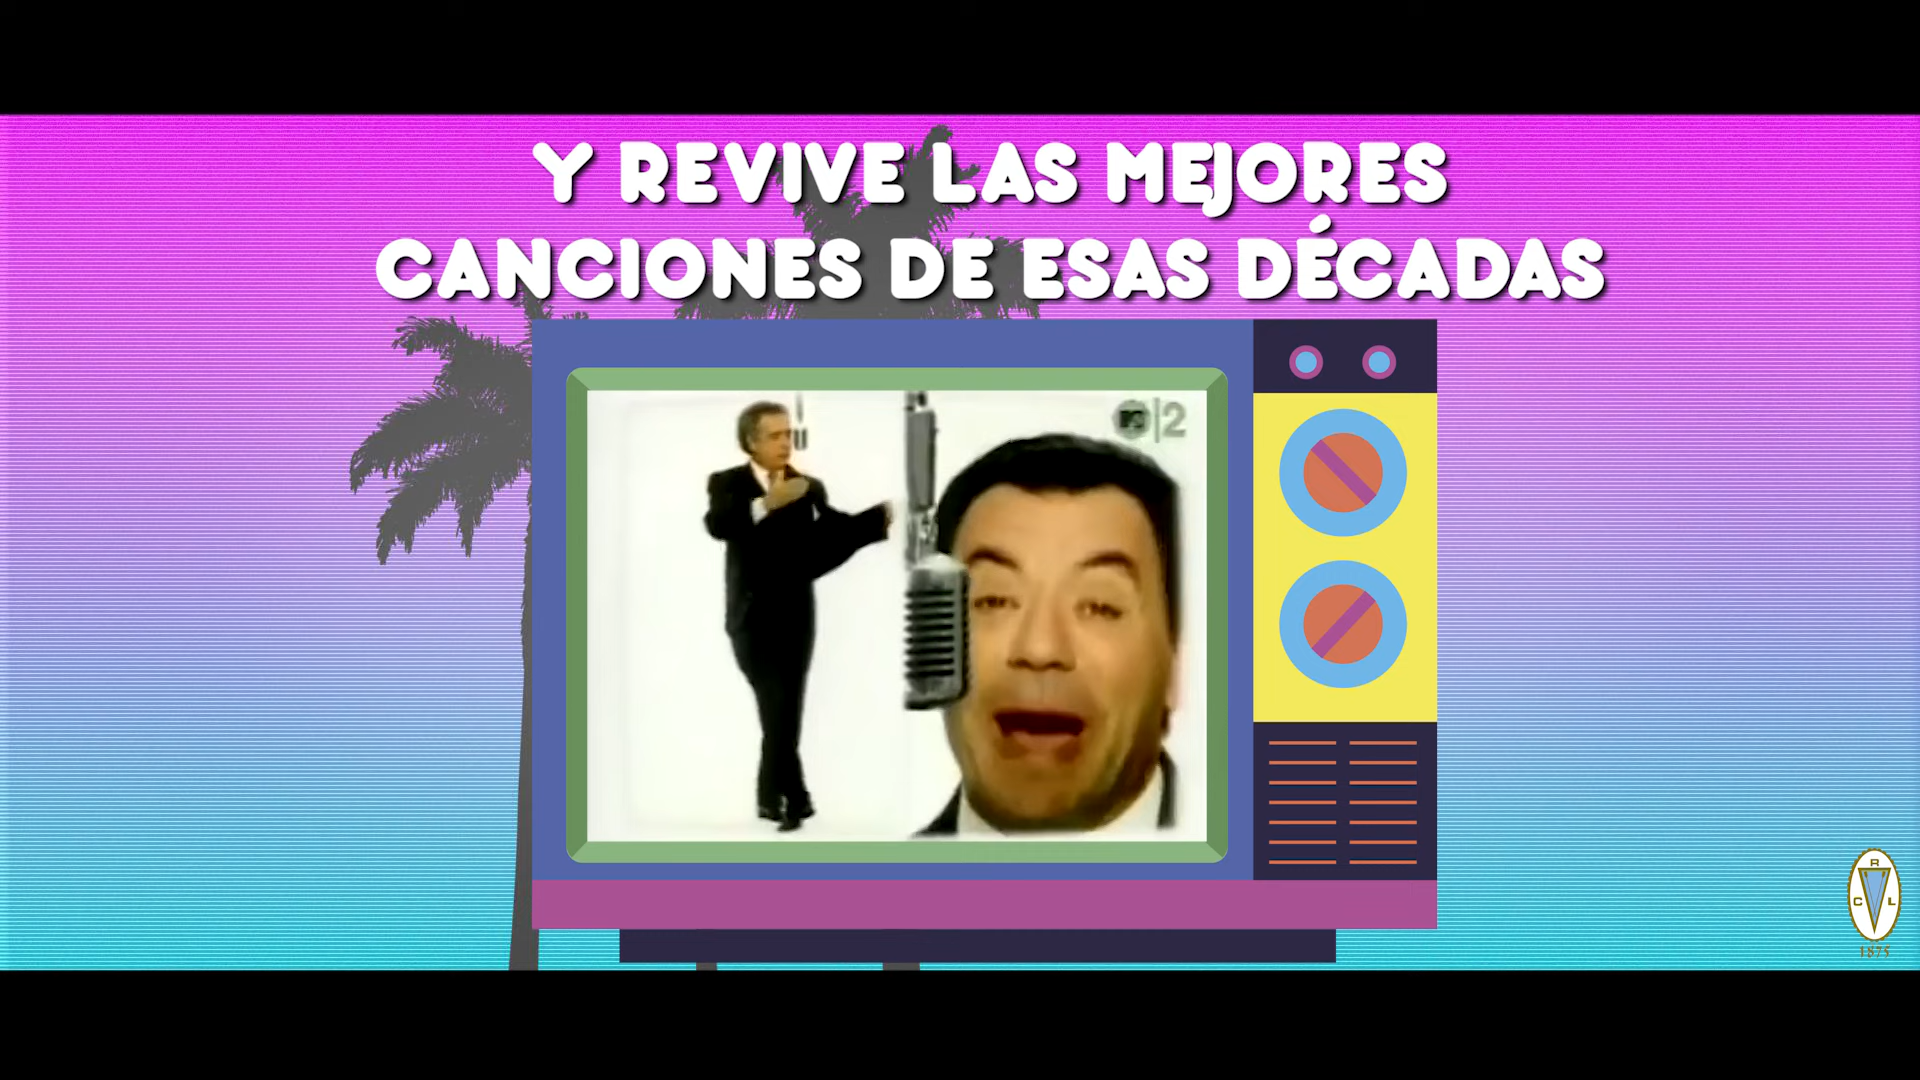 Y REVIVE LAS MEJORES
CANCIONES DE ESAS DÉCADAS
2
R
C L
1875